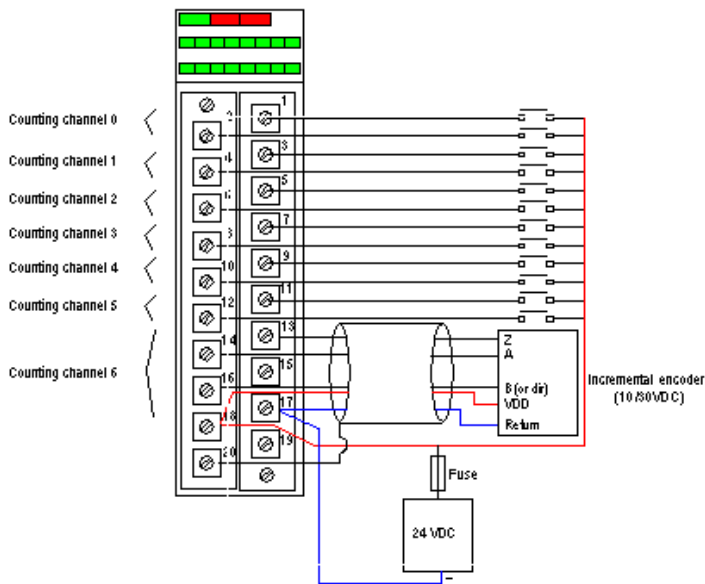 Counting channel 0
Counting channel 1
Counting channel 2
Counting channel 3
Counting channel 4
Counting channel 5
Counting channel 6
1
3
4
5
6
7
9
10
11
12
13
14
15
16
17
18
19
20
Z
A
B (or dir)
VDD
Return
Incremental encoder
(10/30VDC)
Fuse
24 VDC
-